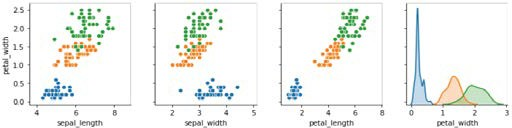 petal_width
2.5
2.0
1.5
1.0
0.5
0.0
4 6 8
2 3 4 5
2 4 6 8
0 1 2 3
sepal_length
sepal_width
petal_length
petal_width